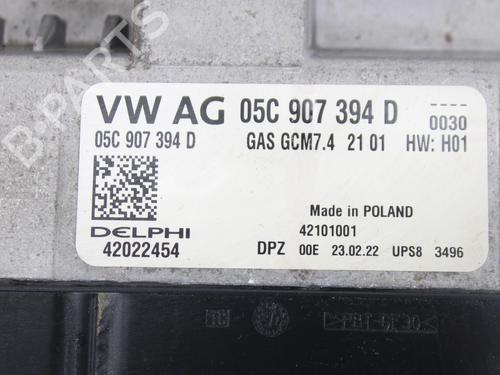 B-PARTS
VW AG 05C 907 394 D ----
0030
05C 907 394 D GAS GCM7.4 21 01 HW: H01
Made in POLAND
DELPHI 42101001
42022454 DPZ 00E 23.02.22 UPS8 3496